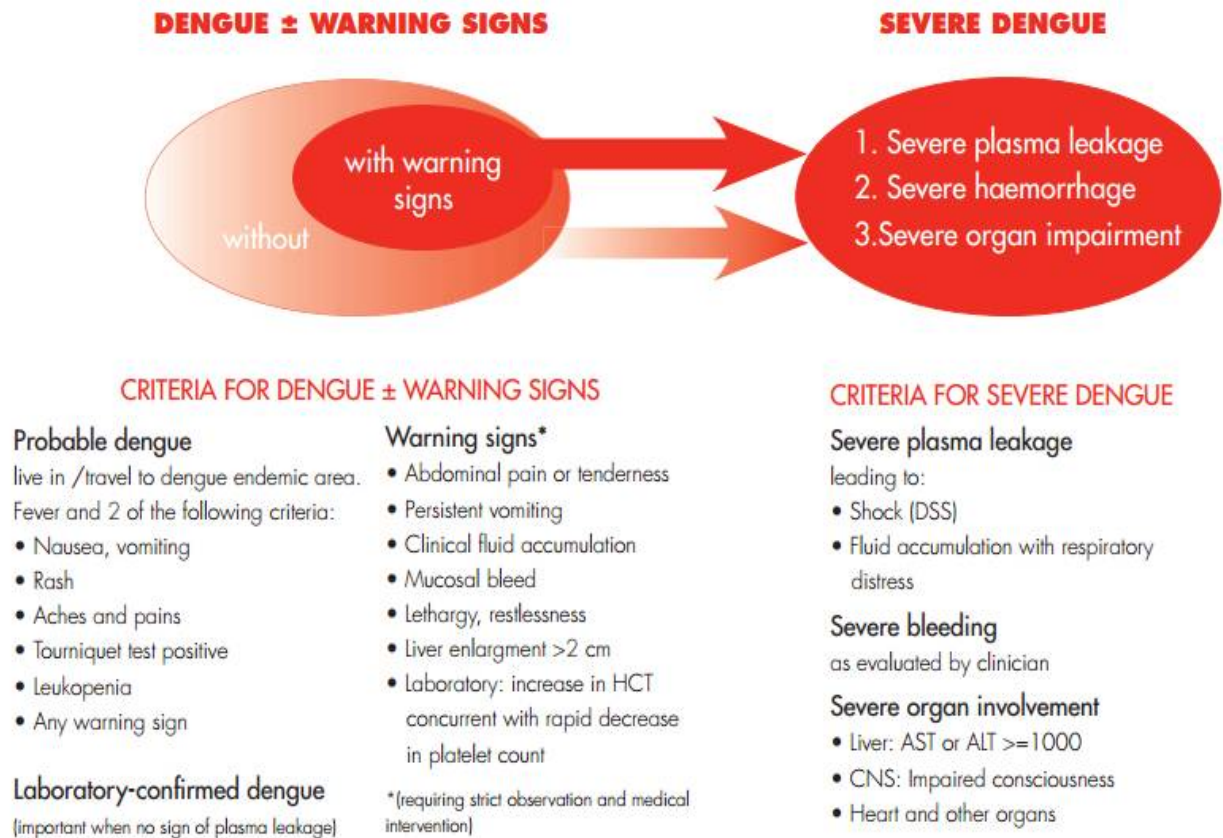 DENGUE ± WARNING SIGNS
SEVERE DENGUE
with warning
signs
without
1. Severe plasma leakage
2. Severe haemorrhage
3.Severe organ impairment
CRITERIA FOR DENGUE ± WARNING SIGNS
Probable dengue
live in /travel to dengue endemic area.
Fever and 2 of the following criteria:
• Nausea, vomiting
• Rash
• Aches and pains
• Tourniquet test positive
• Leukopenia
• Any warning sign
Laboratory-confirmed dengue
(important when no sign of plasma leakage)
Warning signs*
• Abdominal pain or tenderness
• Persistent vomiting
• Clinical fluid accumulation
• Mucosal bleed
• Lethargy, restlessness
• Liver enlargment >2 cm
• Laboratory: increase in HCT
concurrent with rapid decrease
in platelet count
*(requiring strict observation and medical
intervention)
CRITERIA FOR SEVERE DENGUE
Severe plasma leakage
leading to:
• Shock (DSS)
• Fluid accumulation with respiratory
distress
Severe bleeding
as evaluated by clinician
Severe organ involvement
• Liver: AST or ALT >=1000
• CNS: Impaired consciousness
• Heart and other organs